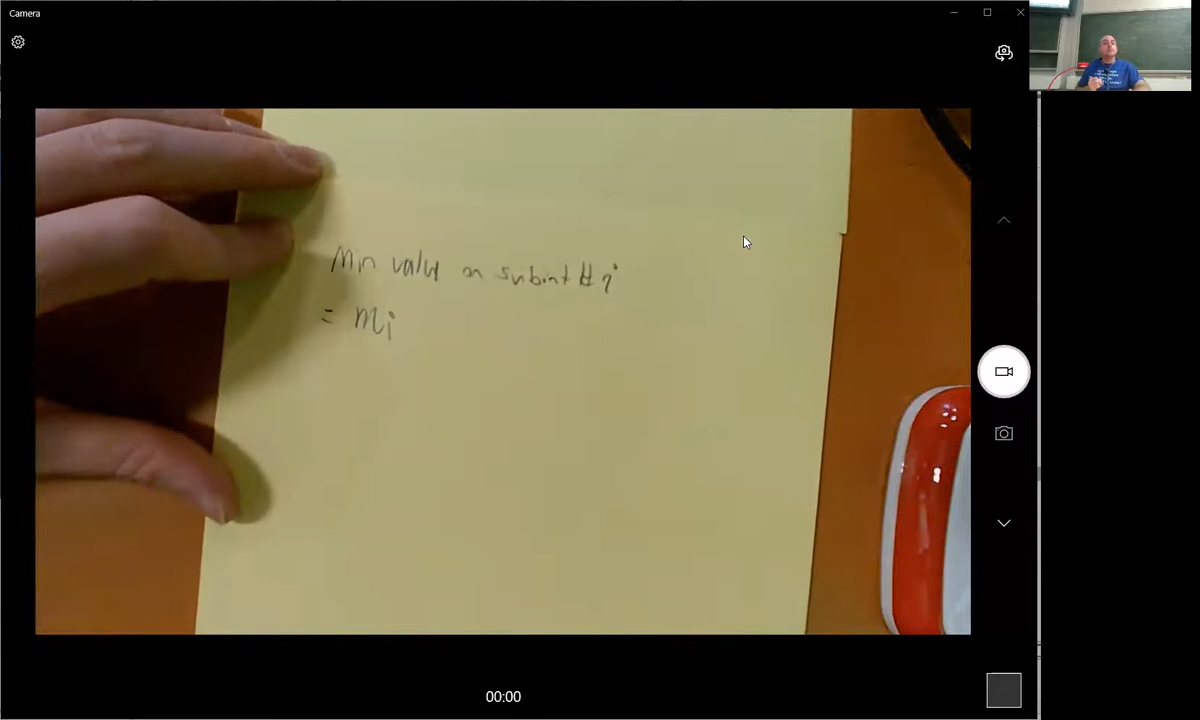 Camera
Min value on subint # i
= mi
00:00